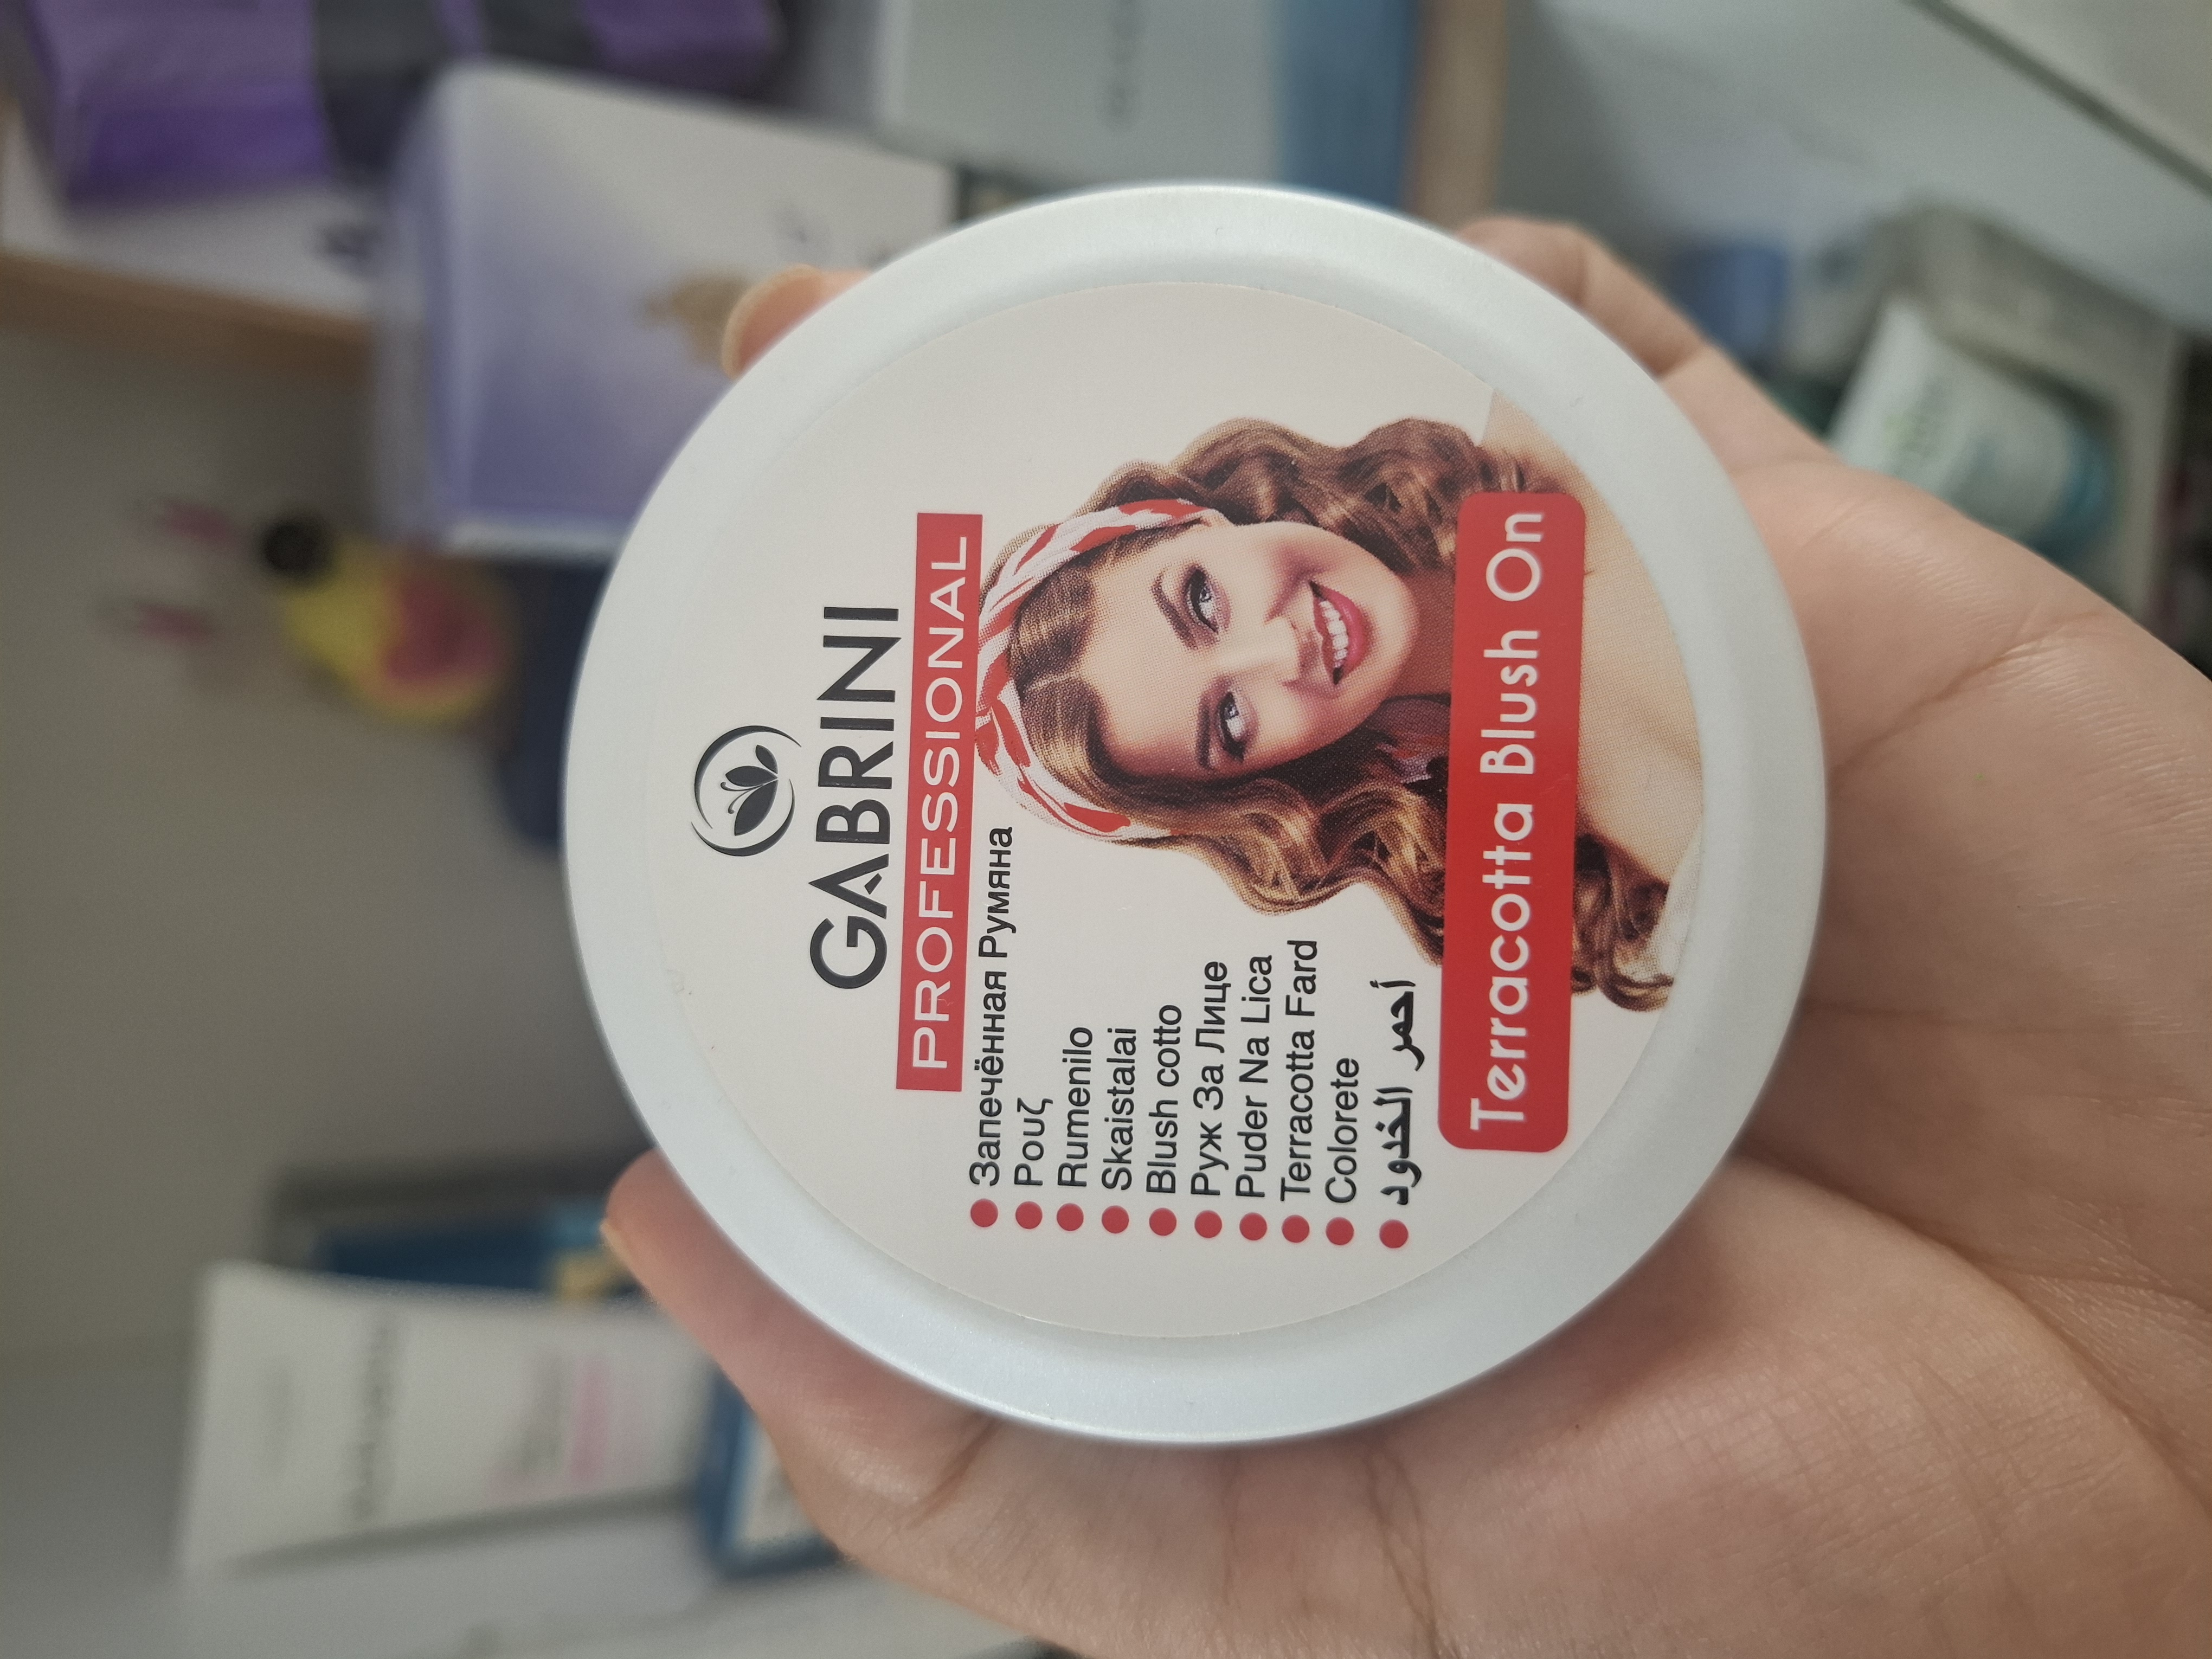 GABRINI
PROFESSIONAL
Запечённая Румяна
Ρουζ
Rumenilo
Skaistalai
Blush cotto
Руж За Лице
Puder Na Lica
Terracotta Fard
Colorete
أحمر الخدود
Terracotta Blush On